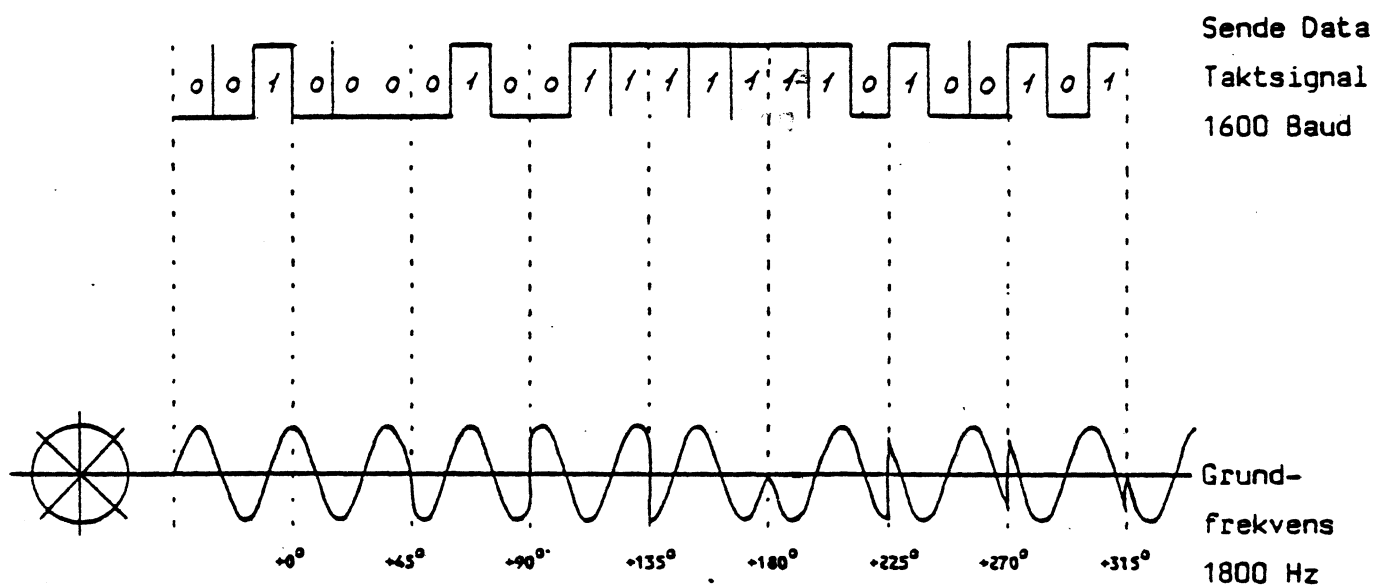 Sende Data
Taktsignal
1600 Baud
0 0 1 0 0 0 0 1 0 0 1 1 1 1 1 1 1 0 1 0 0 1 0 1
Grund-
frekvens
1800 Hz
+0° +45° +90° +135° +180° +225° +270° +315°